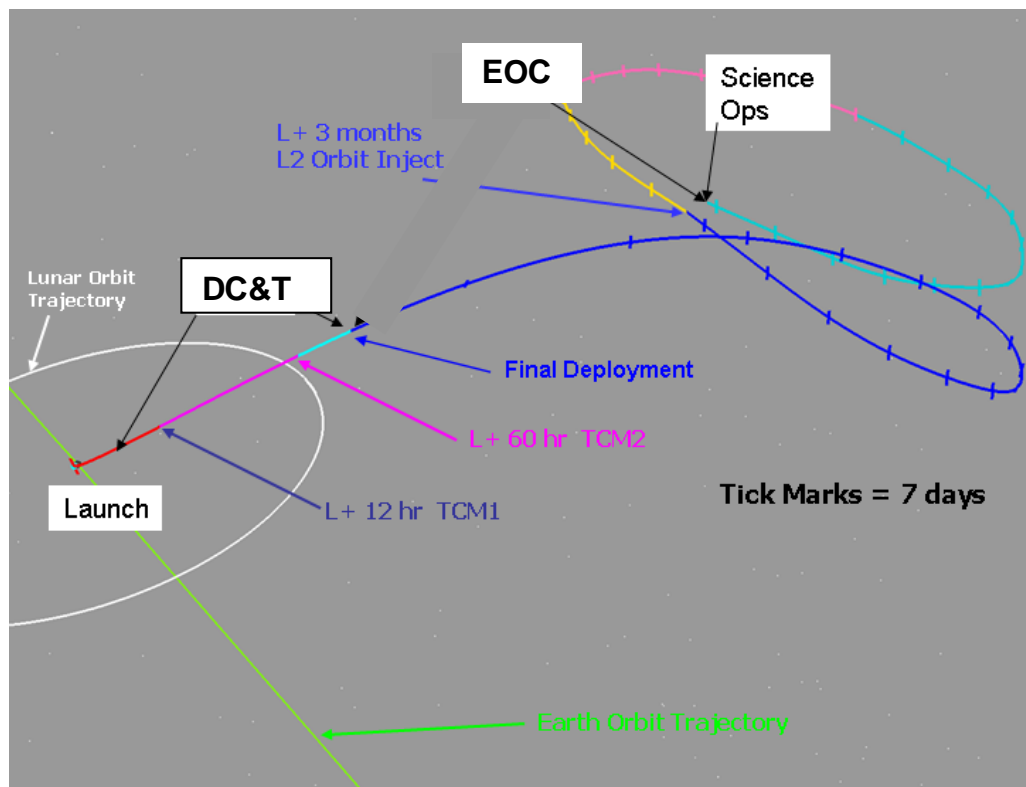 EOC
Science
Ops
L+ 3 months
L2 Orbit Inject
Lunar Orbit
Trajectory
DC&T
Final Deployment
L+ 60 hr TCM2
Launch
L+ 12 hr TCM1
Tick Marks = 7 days
Earth Orbit Trajectory